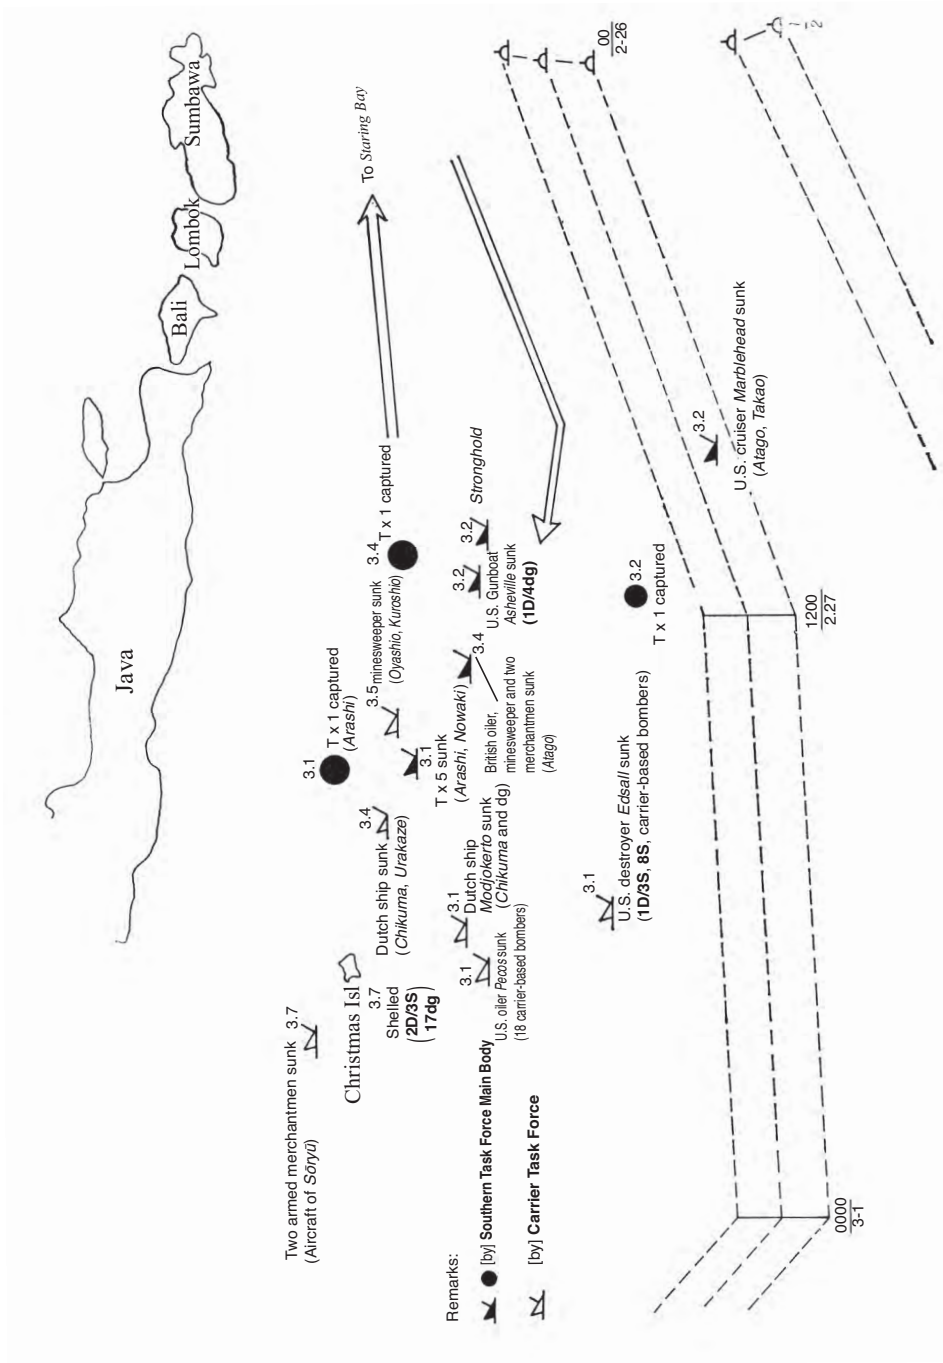 Java
Bali
Lombok
Sumbawa
To Staring Bay
Two armed merchantmen sunk 3.7
(Aircraft of Sōryū)
Christmas Isl
3.7
Shelled
(2D/3S
17dg)
3.1
T x 1 captured
(Arashi)
3.4
Dutch ship sunk
(Chikuma, Urakaze)
3.5
minesweeper sunk
(Oyashio, Kuroshio)
3.4
T x 1 captured
3.1
T x 5 sunk
(Arashi, Nowaki)
3.1
Dutch ship
Modjokerto sunk
(Chikuma and dg)
3.1
U.S. oiler Pecos sunk
(18 carrier-based bombers)
3.4
British oiler,
minesweeper and two
merchantmen sunk
(Atago)
3.2
U.S. Gunboat
Asheville sunk
(1D/4dg)
3.2
Stronghold
3.1
U.S. destroyer Edsall sunk
(1D/3S, 8S, carrier-based bombers)
3.2
T x 1 captured
3.2
U.S. cruiser Marblehead sunk
(Atago, Takao)
00
2-26
1
2
1200
2.27
0000
3-1
Remarks:
[by] Southern Task Force Main Body
[by] Carrier Task Force